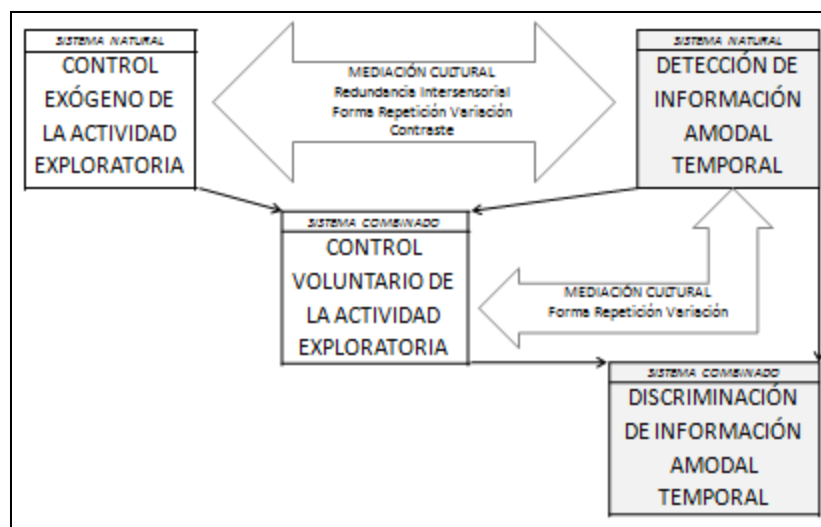 SISTEMA NATURAL
CONTROL
EXÓGENO DE
LA ACTIVIDAD
EXPLORATORIA
MEDIACIÓN CULTURAL
Redundancia Intersensorial
Forma Repetición Variación
Contraste
SISTEMA NATURAL
DETECCIÓN DE
INFORMACIÓN
AMODAL
TEMPORAL
SISTEMA COMBINADO
CONTROL
VOLUNTARIO DE
LA ACTIVIDAD
EXPLORATORIA
MEDIACIÓN CULTURAL
Forma Repetición Variación
SISTEMA COMBINADO
DISCRIMINACIÓN
DE INFORMACIÓN
AMODAL
TEMPORAL